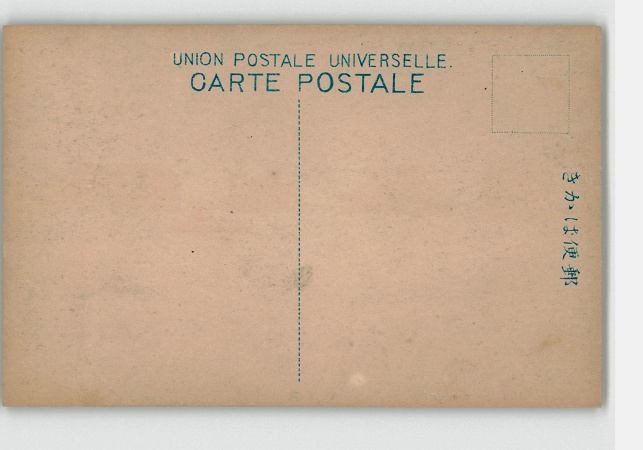 UNION POSTALE UNIVERSELLE.
CARTE POSTALE
きかは便郵